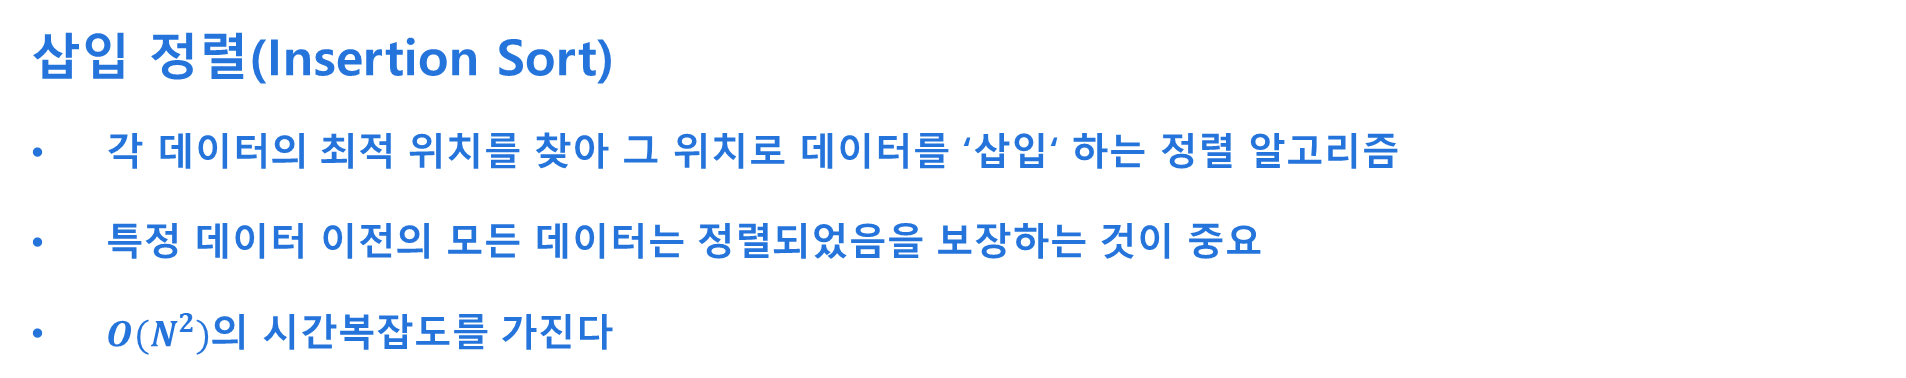 삽입 정렬(Insertion Sort)
• 각 데이터의 최적 위치를 찾아 그 위치로 데이터를 ‘삽입‘ 하는 정렬 알고리즘
• 특정 데이터 이전의 모든 데이터는 정렬되었음을 보장하는 것이 중요
• O(N²)의 시간복잡도를 가진다